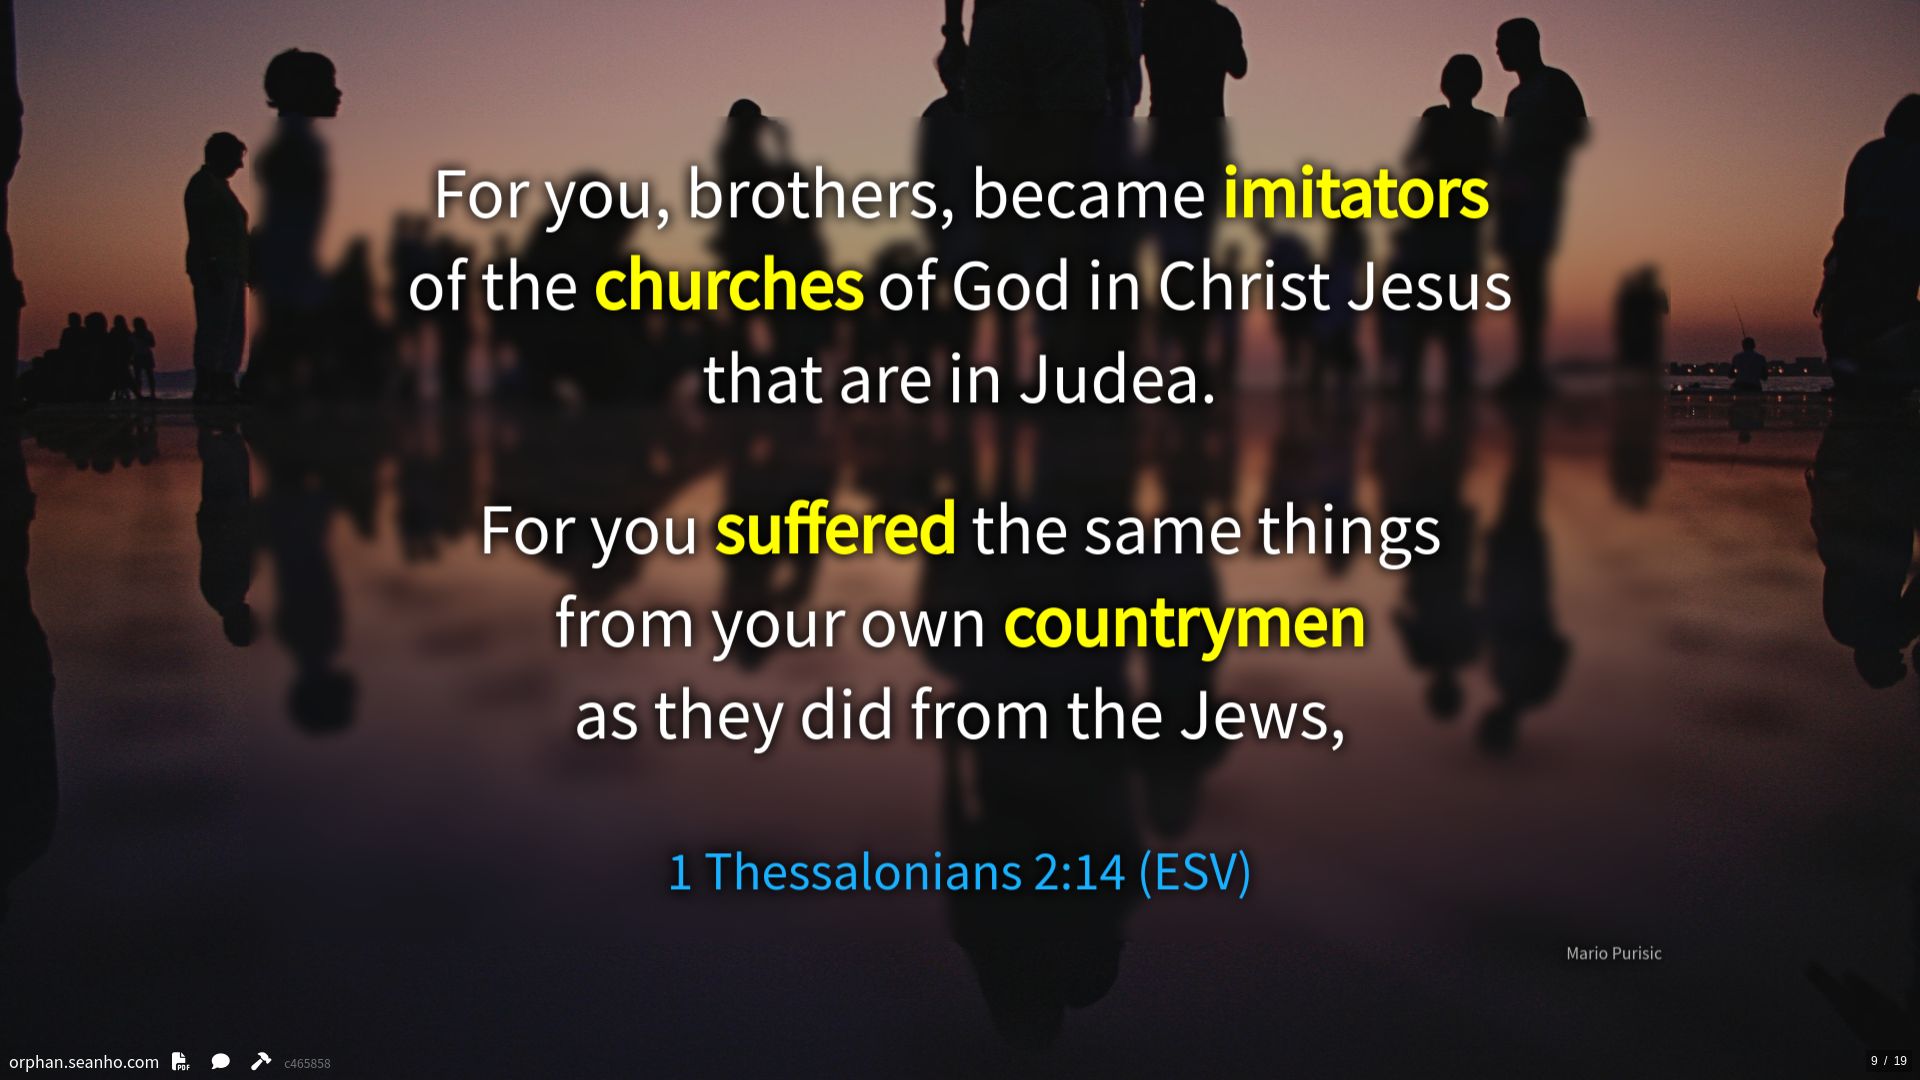 For you, brothers, became imitators
of the churches of God in Christ Jesus
that are in Judea.
For you suffered the same things
from your own countrymen
as they did from the Jews,
1 Thessalonians 2:14 (ESV)
Mario Purisic
orphan.seanho.com PDF c465858
9 / 19